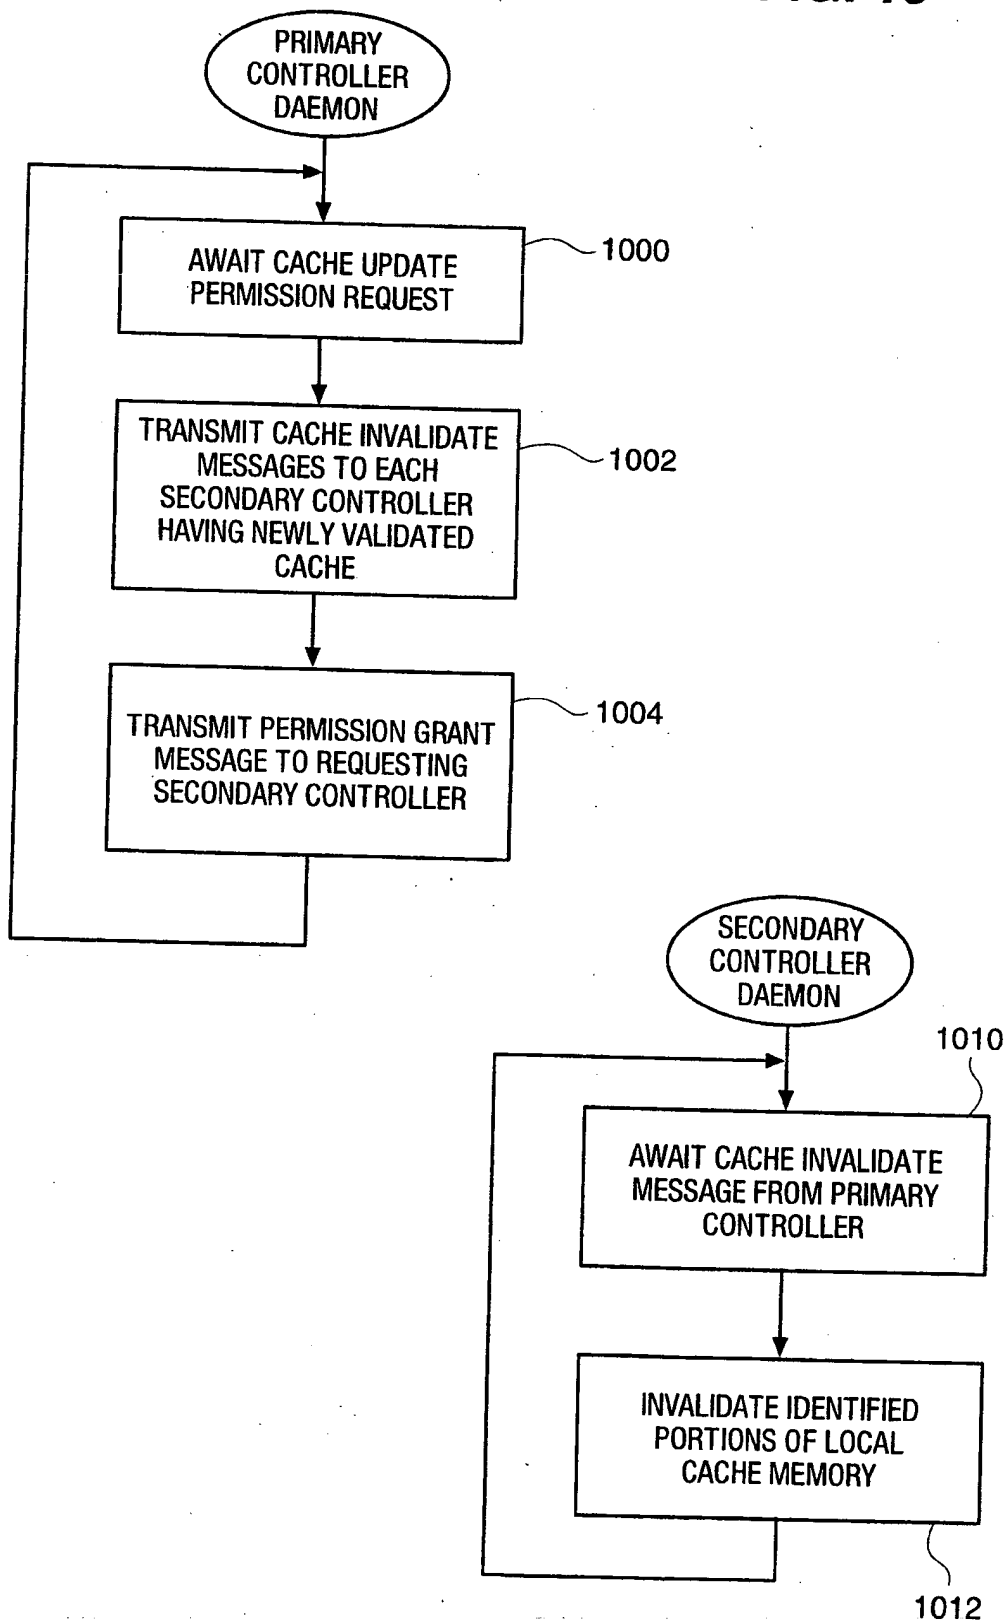 PRIMARY
CONTROLLER
DAEMON
AWAIT CACHE UPDATE
PERMISSION REQUEST
1000
TRANSMIT CACHE INVALIDATE
MESSAGES TO EACH
SECONDARY CONTROLLER
HAVING NEWLY VALIDATED
CACHE
1002
TRANSMIT PERMISSION GRANT
MESSAGE TO REQUESTING
SECONDARY CONTROLLER
1004
SECONDARY
CONTROLLER
DAEMON
1010
AWAIT CACHE INVALIDATE
MESSAGE FROM PRIMARY
CONTROLLER
INVALIDATE IDENTIFIED
PORTIONS OF LOCAL
CACHE MEMORY
1012